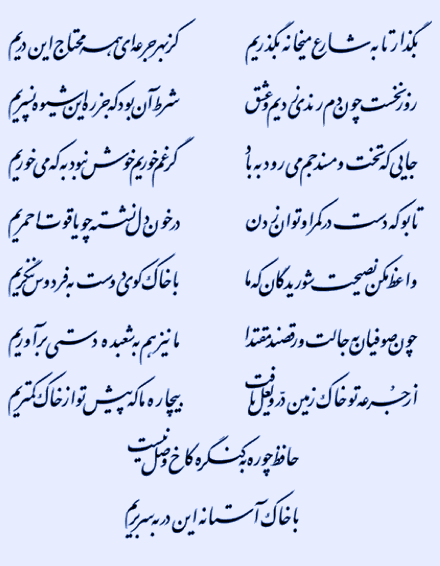 بگذار تا به شارع میخانه بگذریم کز بهر جرعه‌ای همه محتاج این دریم
روز نخست چون دم رندی زدیم و عشق شرط آن بود که جز ره این شیوه نسپریم
جایی که تخت و مسند جم می‌رود به باد گر غم خوریم خوش نبود به که می‌خوریم
تا بو که دست در کمر او توان زدن در خون دل نشسته چو یاقوت احمریم
واعظ مکن نصیحت شوریدگان که ما با خاک کوی دوست به فردوس ننگریم
چون صوفیان به حالت و رقصند مقتدا ما نیز هم به شعبده دستی برآوریم
از جرعه تو خاک زمین در و لعل یافت بیچاره ما که پیش تو از خاک کمتریم
حافظ چو ره به کنگره کاخ وصل نیست
با خاک آستانه این در به سر بریم